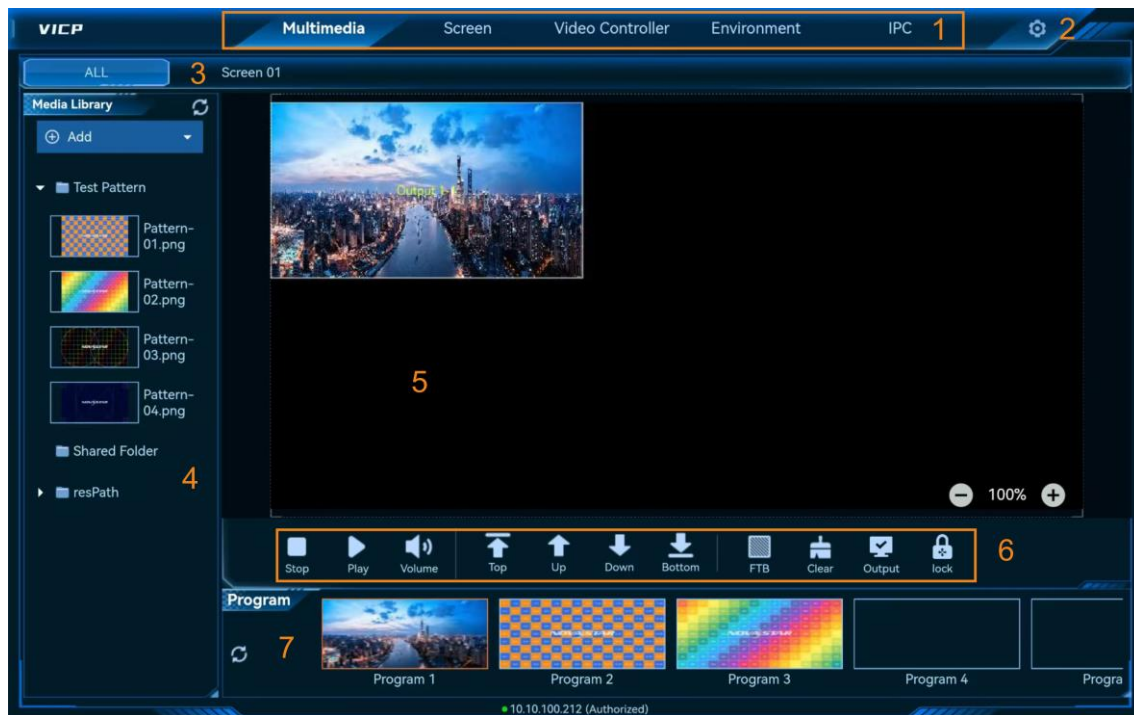 VICP
Multimedia
Screen
Video Controller
Environment
IPC
1
2
ALL
3
Screen 01
Media Library
Add
Test Pattern
Pattern-
01.png
Pattern-
02.png
Pattern-
03.png
Pattern-
04.png
Shared Folder
4
resPath
Output 1-1
5
100%
Stop
Play
Volume
Top
Up
Down
Bottom
FTB
Clear
Output
lock
6
Program
7
NOVASTAR
NOVASTAR
Program 1
Program 2
Program 3
Program 4
Progra
10.10.100.212 (Authorized)